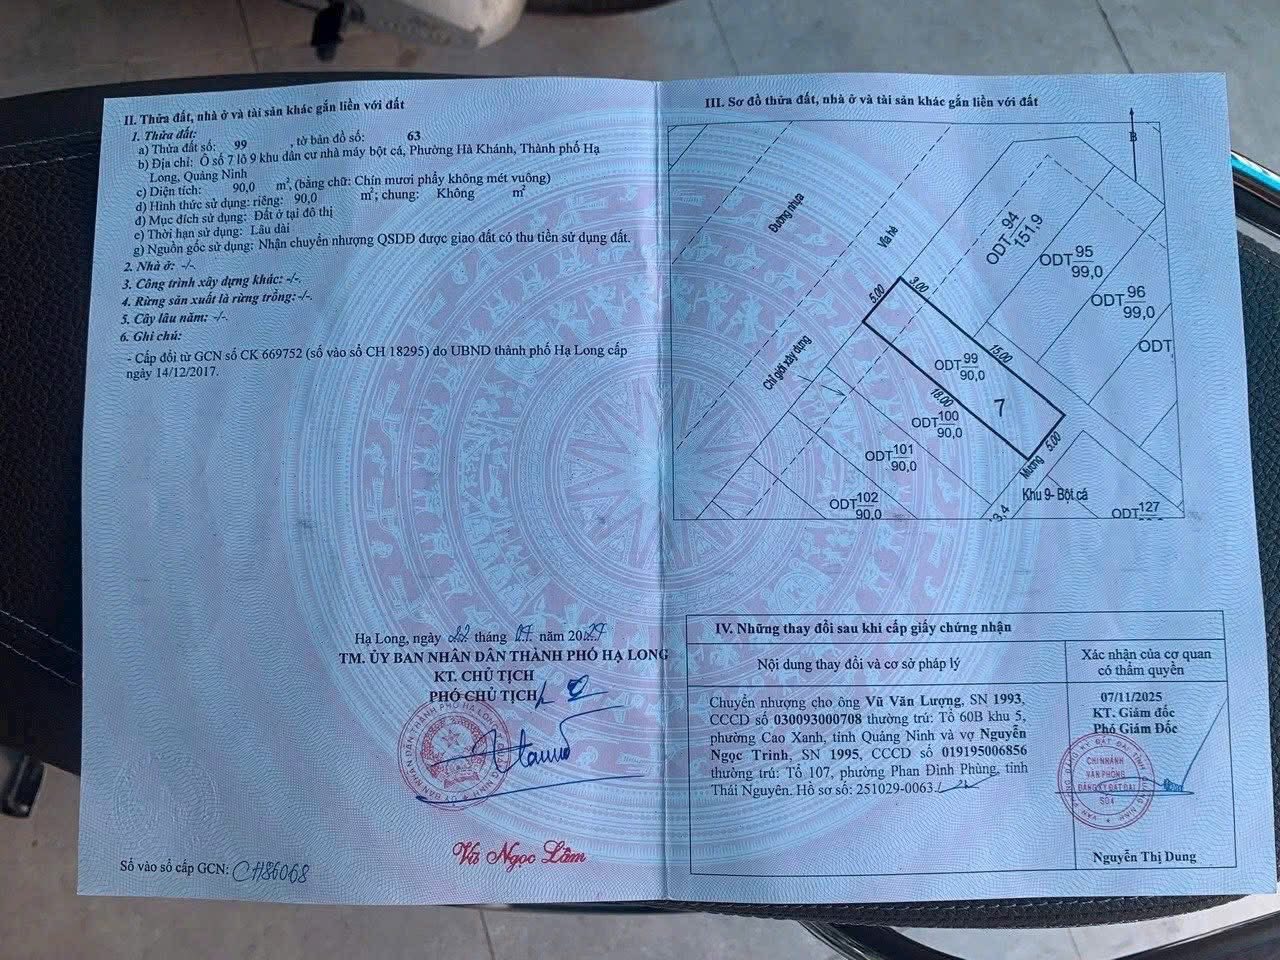 II. Thửa đất, nhà ở và tài sản khác gắn liền với đất
1. Thửa đất:
a) Thửa đất số: 99 , tờ bản đồ số: 63
b) Địa chỉ: Ô số 7 lô 9 khu dân cư nhà máy bột cá, Phường Hà Khánh, Thành phố Hạ
Long, Quảng Ninh
c) Diện tích: 90,0 m², (bằng chữ: Chín mươi phẩy không mét vuông)
d) Hình thức sử dụng: riêng: 90,0 m²; chung: Không m²
đ) Mục đích sử dụng: Đất ở tại đô thị
e) Thời hạn sử dụng: Lâu dài
g) Nguồn gốc sử dụng: Nhận chuyển nhượng QSDĐ được giao đất có thu tiền sử dụng đất.
2. Nhà ở: -/-.
3. Công trình xây dựng khác: -/-.
4. Rừng sản xuất là rừng trồng: -/-.
5. Cây lâu năm: -/-.
6. Ghi chú:
- Cấp đổi từ GCN số CK 669752 (số vào sổ CH 18295) do UBND thành phố Hạ Long cấp
ngày 14/12/2017.
Hạ Long, ngày 22 tháng 07 năm 202
TM. ỦY BAN NHÂN DÂN THÀNH PHỐ HẠ LONG
KT. CHỦ TỊCH
PHÓ CHỦ TỊCH
Vũ Ngọc Lâm
Số vào sổ cấp GCN: CH86068
III. Sơ đồ thửa đất, nhà ở và tài sản khác gắn liền với đất
B
Đường nhựa
Vỉa hè
Chỉ giới xây dựng
5.00
3.00
15.00
18.00
5.00
ODT 94
151,9
ODT 95
99,0
ODT 96
99,0
ODT
ODT 99
90,0
7
ODT 100
90,0
ODT 101
90,0
ODT 102
90,0
Mương
Khu 9- Bột cá
3.4
ODT 127
IV. Những thay đổi sau khi cấp giấy chứng nhận
Nội dung thay đổi và cơ sở pháp lý
Xác nhận của cơ quan
có thẩm quyền
Chuyển nhượng cho ông Vũ Văn Lượng, SN 1993,
CCCD số 030093000708 thường trú: Tổ 60B khu 5,
phường Cao Xanh, tỉnh Quảng Ninh và vợ Nguyễn
Ngọc Trinh, SN 1995, CCCD số 019195006856
thường trú: Tổ 107, phường Phan Đình Phùng, tỉnh
Thái Nguyên. Hồ sơ số: 251029-0063.
07/11/2025
KT. Giám đốc
Phó Giám Đốc
CHI NHÁNH
VĂN PHÒNG
ĐĂNG KÝ ĐẤT ĐAI
SỐ 4
Nguyễn Thị Dung